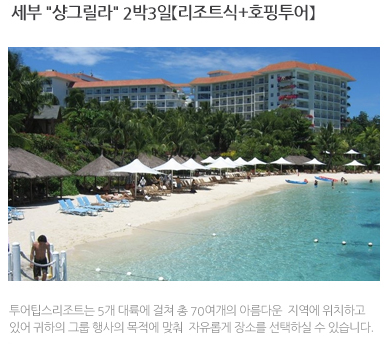 세부 "샹그릴라" 2박3일【리조트식+호핑투어】
투어팁스리조트는 5개 대륙에 걸쳐 총 70여개의 아름다운 지역에 위치하고
있어 귀하의 그룹 행사의 목적에 맞춰 자유롭게 장소를 선택하실 수 있습니다.